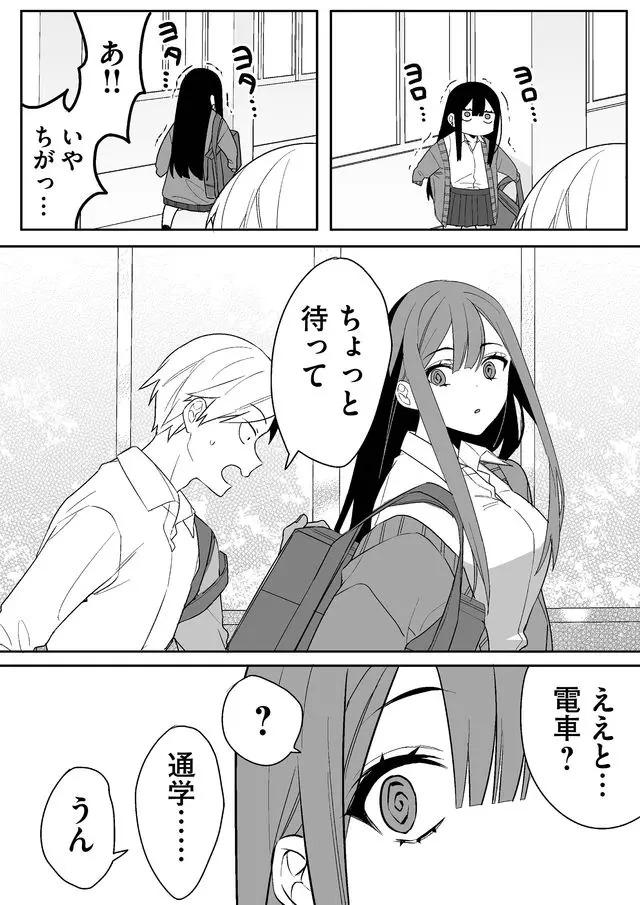 ヨロ…
ヨロ…
ヨタ…
ヨタ…
あ!!
いや
ちがっ…
ちょっと
待って
ええと…
電車?
?
通学……
うん